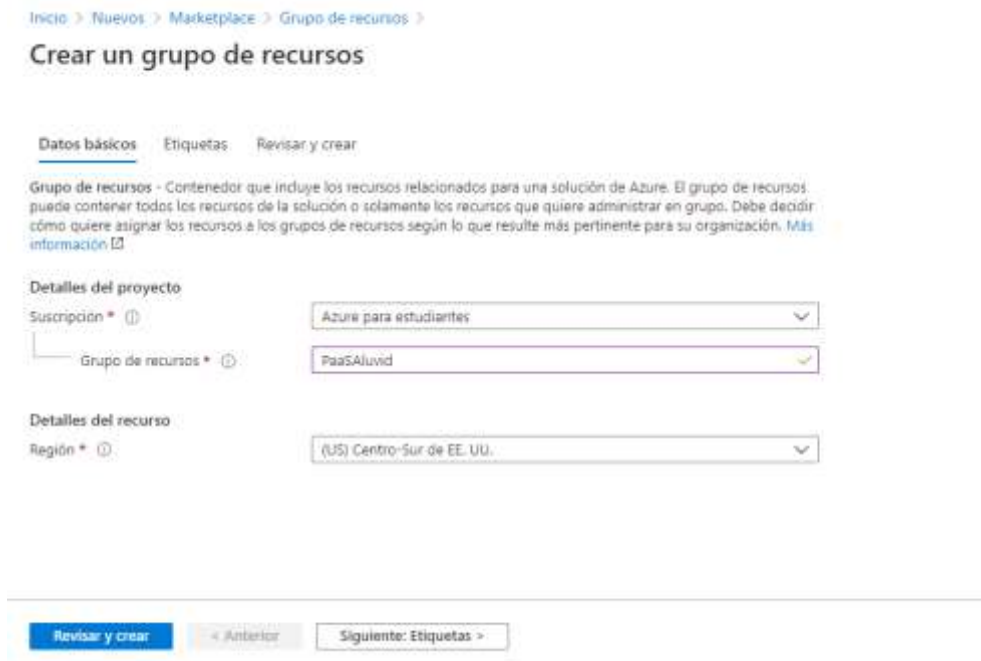 Inicio > Nuevos > Marketplace > Grupo de recursos >
Crear un grupo de recursos
Datos básicos Etiquetas Revisar y crear
Grupo de recursos - Contenedor que incluye los recursos relacionados para una solución de Azure. El grupo de recursos
puede contener todos los recursos de la solución o solamente los recursos que quiere administrar en grupo. Debe decidir
cómo quiere asignar los recursos a los grupos de recursos según lo que resulte más pertinente para su organización. Más
información
Detalles del proyecto
Suscripción * Azure para estudiantes
Grupo de recursos * PaaSAluvid
Detalles del recurso
Región * (US) Centro-Sur de EE. UU.
Revisar y crear < Anterior Siguiente: Etiquetas >